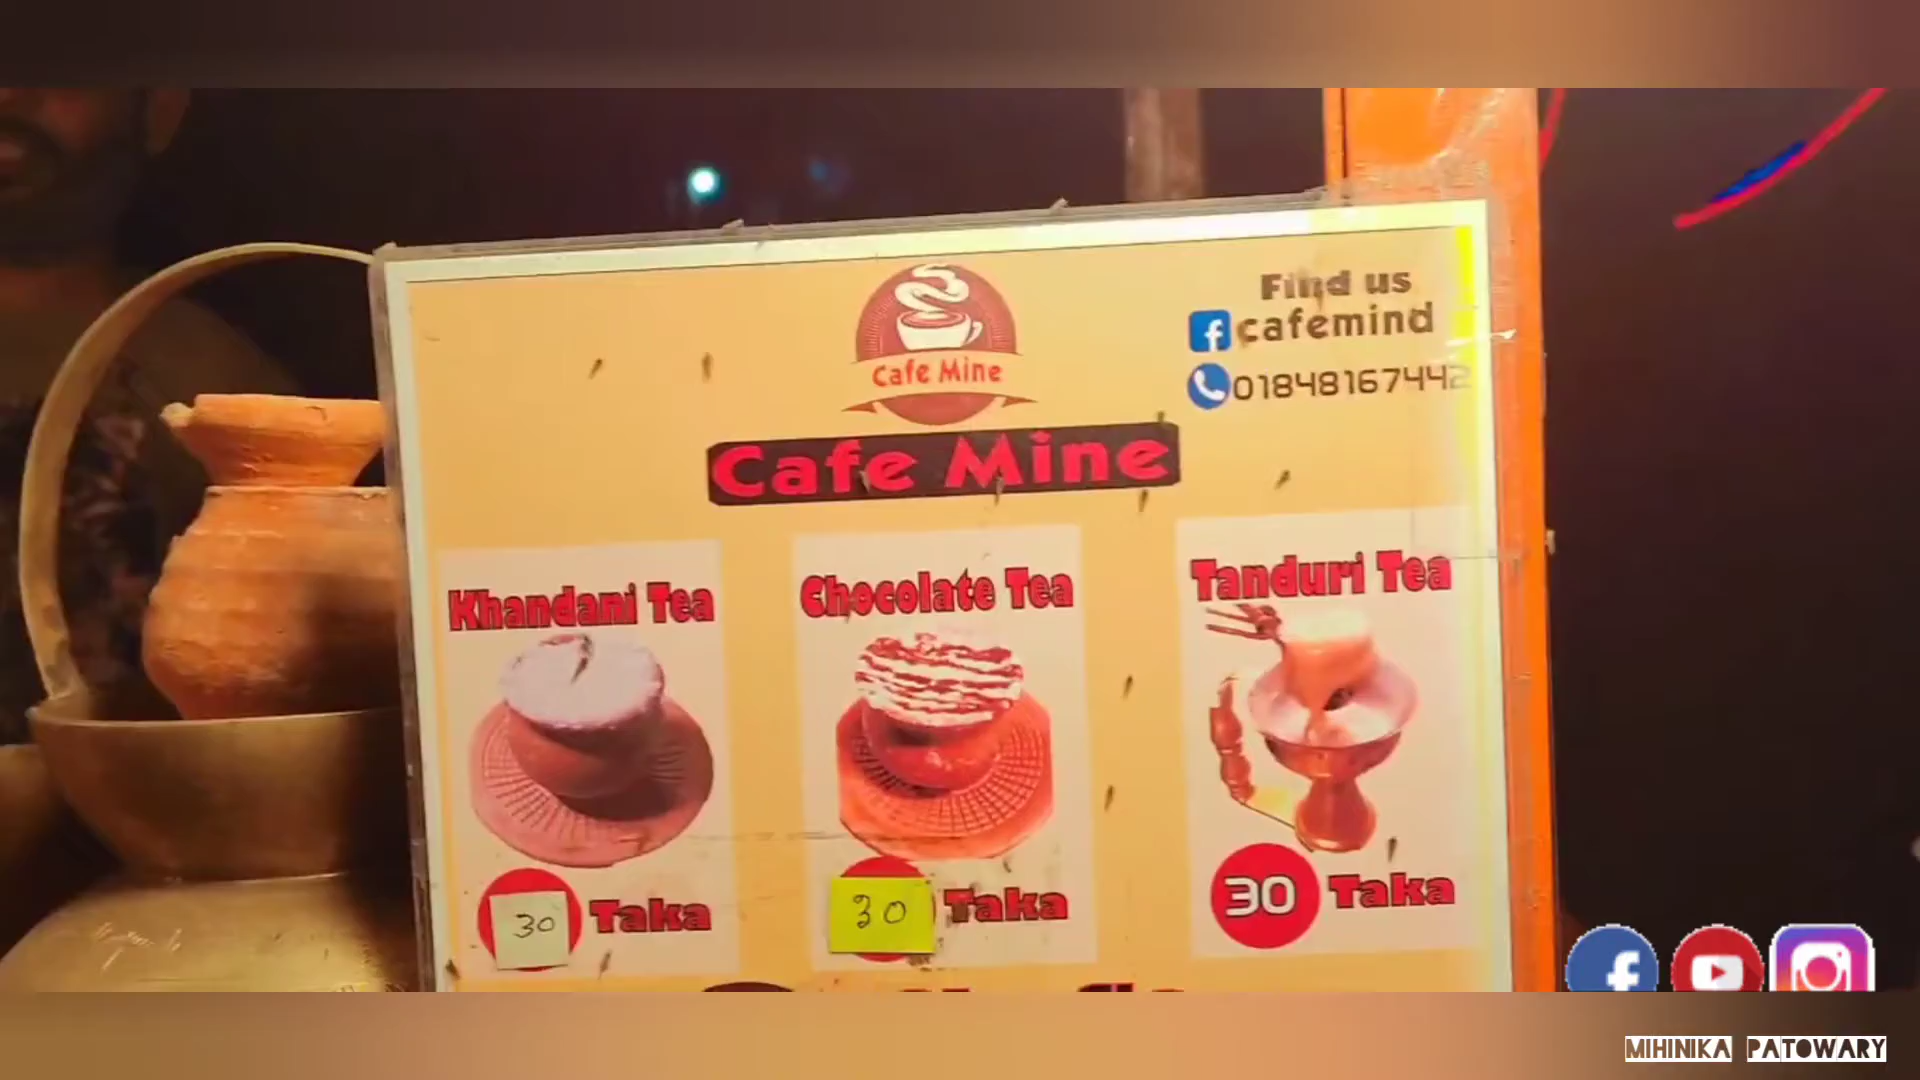 Find us
cafemind
01848167442
Cafe Mine
Cafe Mine
Khandani Tea
Chocolate Tea
Tanduri Tea
30 Taka
30 Taka
30 Taka
MIHINIKA PATOWARY